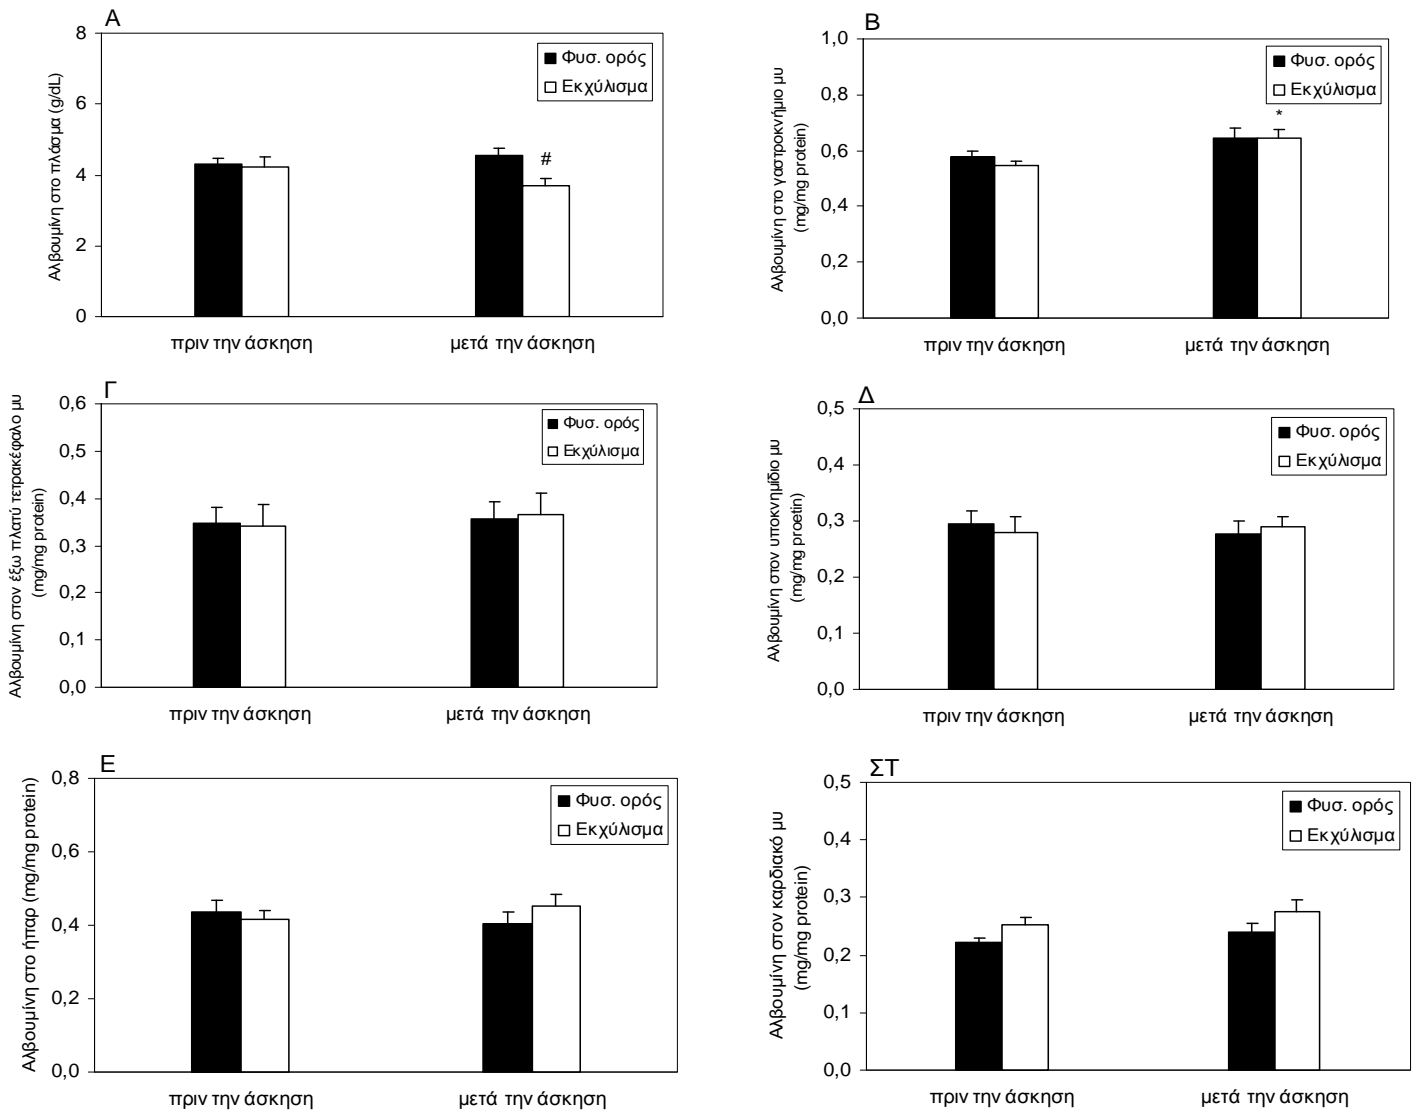 Α
8
6
4
2
0
Αλβουμίνη στο πλάσμα (g/dL)
Φυσ. ορός
Εκχύλισμα
#
πριν την άσκηση
μετά την άσκηση
Β
1,0
0,8
0,6
0,4
0,2
0,0
Αλβουμίνη στο γαστροκνήμιο μυ
(mg/mg protein)
Φυσ. ορός
Εκχύλισμα
*
πριν την άσκηση
μετά την άσκηση
Γ
0,6
0,5
0,4
0,3
0,2
0,1
0,0
Αλβουμίνη στον έξω πλατύ τετρακέφαλο μυ
(mg/mg protein)
Φυσ. ορός
Εκχύλισμα
πριν την άσκηση
μετά την άσκηση
Δ
0,5
0,4
0,3
0,2
0,1
0,0
Αλβουμίνη στον υποκνημίδιο μυ
(mg/mg proetin)
Φυσ. ορός
Εκχύλισμα
πριν την άσκηση
μετά την άσκηση
Ε
0,8
0,6
0,4
0,2
0,0
Αλβουμίνη στο ήπαρ (mg/mg protein)
Φυσ. ορός
Εκχύλισμα
πριν την άσκηση
μετά την άσκηση
ΣΤ
0,5
0,4
0,3
0,2
0,1
0,0
Αλβουμίνη στον καρδιακό μυ
(mg/mg protein)
Φυσ. ορός
Εκχύλισμα
πριν την άσκηση
μετά την άσκηση